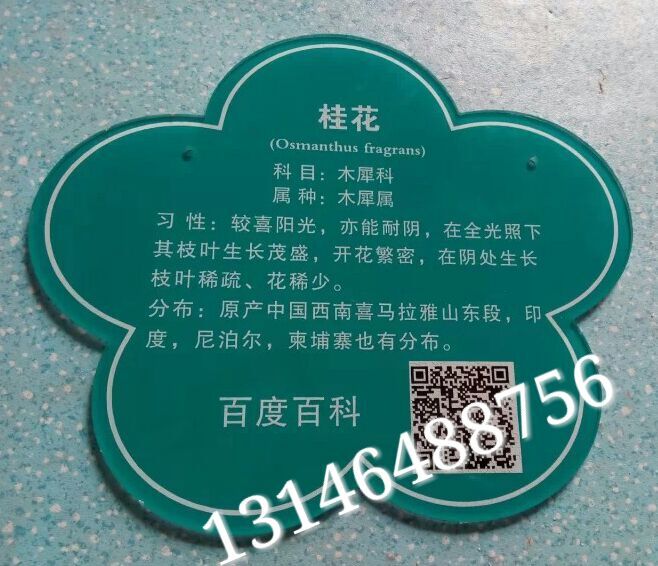 桂花
(Osmanthus fragrans)
科 目：木犀科
属 种：木犀属
习 性：较喜阳光，亦能耐阴，在全光照下
其枝叶生长茂盛，开花繁密，在阴处生长
枝叶稀疏、花稀少。
分布：原产中国西南喜马拉雅山东段，印
度，尼泊尔，柬埔寨也有分布。
百度百科
13146488756